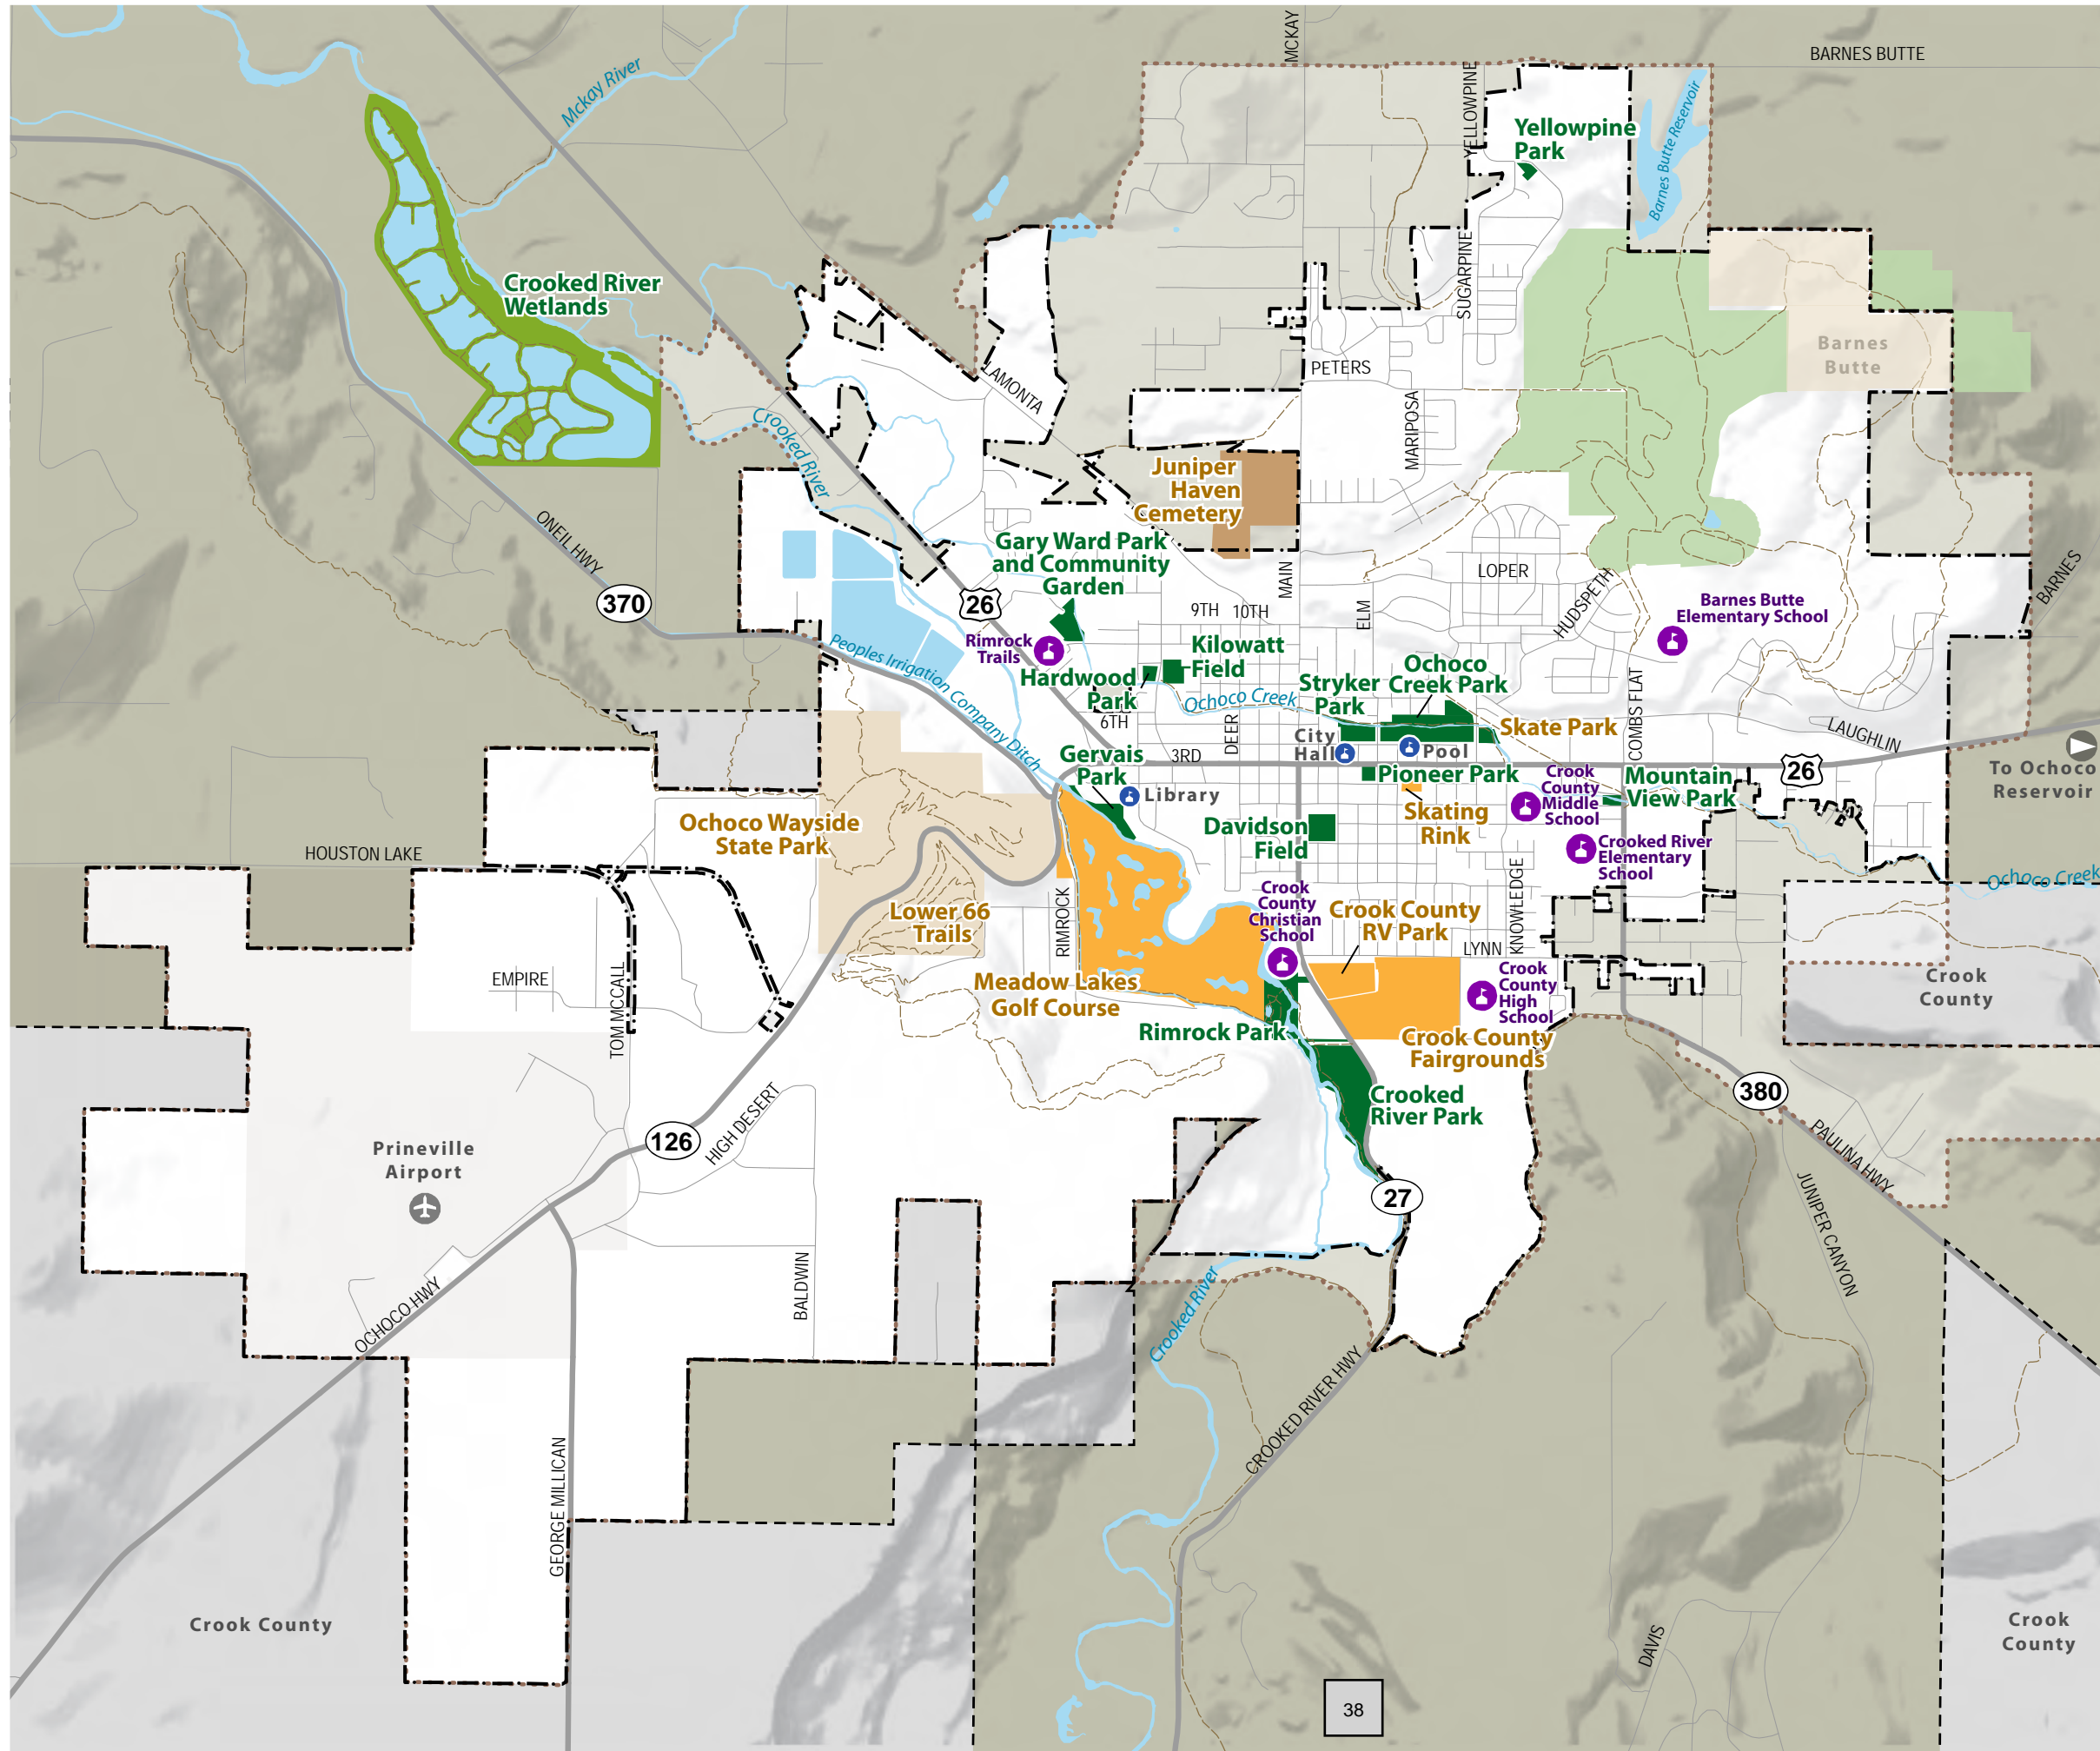 MCKAY
BARNES BUTTE
Mckay River
YELLOWPINE
Yellowpine
Park
Barnes Butte Reservoir
Crooked River
Wetlands
SUGARPINE
Barnes
Butte
PETERS
LAMONTA
MARIPOSA
Crooked River
Juniper
Haven
Cemetery
ONEIL HWY
370
Gary Ward Park
and Community
Garden
26
MAIN
ELM
LOPER
HUDSPETH
BARNES
9TH
10TH
Barnes Butte
Elementary School
Rimrock
Trails
Peoples Irrigation Company Ditch
Kilowatt
Field
Hardwood
Park
Ochoco
Creek Park
Stryker
Park
Ochoco Creek
6TH
DEER
COMBS FLAT
LAUGHLIN
Skate Park
City
Hall
Pool
3RD
Gervais
Park
Library
Pioneer Park
Crook
County
Middle
School
Mountain
View Park
26
To Ochoco
Reservoir
Skating
Rink
Davidson
Field
Crooked River
Elementary
School
Ochoco Wayside
State Park
HOUSTON LAKE
Ochoco Creek
Lower 66
Trails
RIMROCK
Crook
County
Christian
School
Crook County
RV Park
KNOWLEDGE
LYNN
EMPIRE
TOM MCCALL
Meadow Lakes
Golf Course
Crook
County
High
School
Crook
County
Rimrock Park
Crook County
Fairgrounds
Crooked
River Park
380
PAULINA HWY
126
HIGH DESERT
Prineville
Airport
27
JUNIPER CANYON
BALDWIN
OCHOCO HWY
Crooked River
CROOKED RIVER HWY
GEORGE MILLICAN
Crook County
DAVIS
Crook
County
38